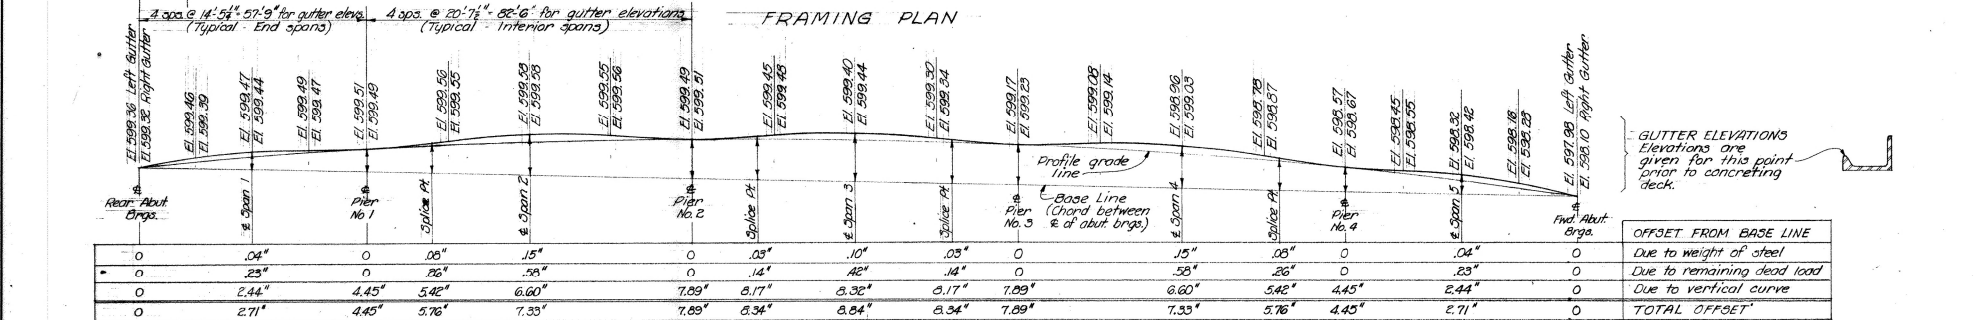 4 sps. @ 14'-5¼" = 57'-9" for gutter elevs.
(Typical - End spans)
4 sps. @ 20'-7½" = 82'-6" for gutter elevations
(Typical - Interior spans)
FRAMING PLAN
El. 599.36 Left Gutter
El. 599.32 Right Gutter
El. 599.46
El. 599.39
El. 599.47
El. 599.44
El. 599.49
El. 599.47
El. 599.51
El. 599.49
El. 599.56
El. 599.55
El. 599.58
El. 599.58
El. 599.55
El. 599.56
El. 599.49
El. 599.51
El. 599.45
El. 599.48
El. 599.40
El. 599.44
El. 599.30
El. 599.34
El. 599.17
El. 599.23
El. 599.08
El. 599.14
El. 598.96
El. 599.03
El. 598.78
El. 598.87
El. 598.57
El. 598.67
El. 598.45
El. 598.55
El. 598.32
El. 598.42
El. 598.18
El. 598.28
El. 597.98 Left Gutter
El. 598.10 Right Gutter
GUTTER ELEVATIONS
Elevations are
given for this point
prior to concreting
deck.
Profile grade
line
Base Line
(Chord between
℄ of abut. brgs.)
℄
Rear Abut.
Brgs.
℄ Span 1
℄
Pier
No. 1
Splice Pt.
℄ Span 2
℄
Pier
No. 2
Splice Pt.
℄ Span 3
Splice Pt.
℄
Pier
No. 3
℄ Span 4
Splice Pt.
℄
Pier
No. 4
℄ Span 5
℄
Fwd. Abut.
Brgs.
OFFSET FROM BASE LINE
0 .04" 0 .08" .15" 0 .03" .10" .03" 0 .15" .08" 0 .04" 0 Due to weight of steel
0 .23" 0 .26" .58" 0 .14" .42" .14" 0 .58" .26" 0 .23" 0 Due to remaining dead load
0 2.44" 4.45" 5.42" 6.60" 7.89" 8.17" 8.32" 8.17" 7.89" 6.60" 5.42" 4.45" 2.44" 0 Due to vertical curve
0 2.71" 4.45" 5.76" 7.33" 7.89" 8.34" 8.84" 8.34" 7.89" 7.33" 5.76" 4.45" 2.71" 0 TOTAL OFFSET